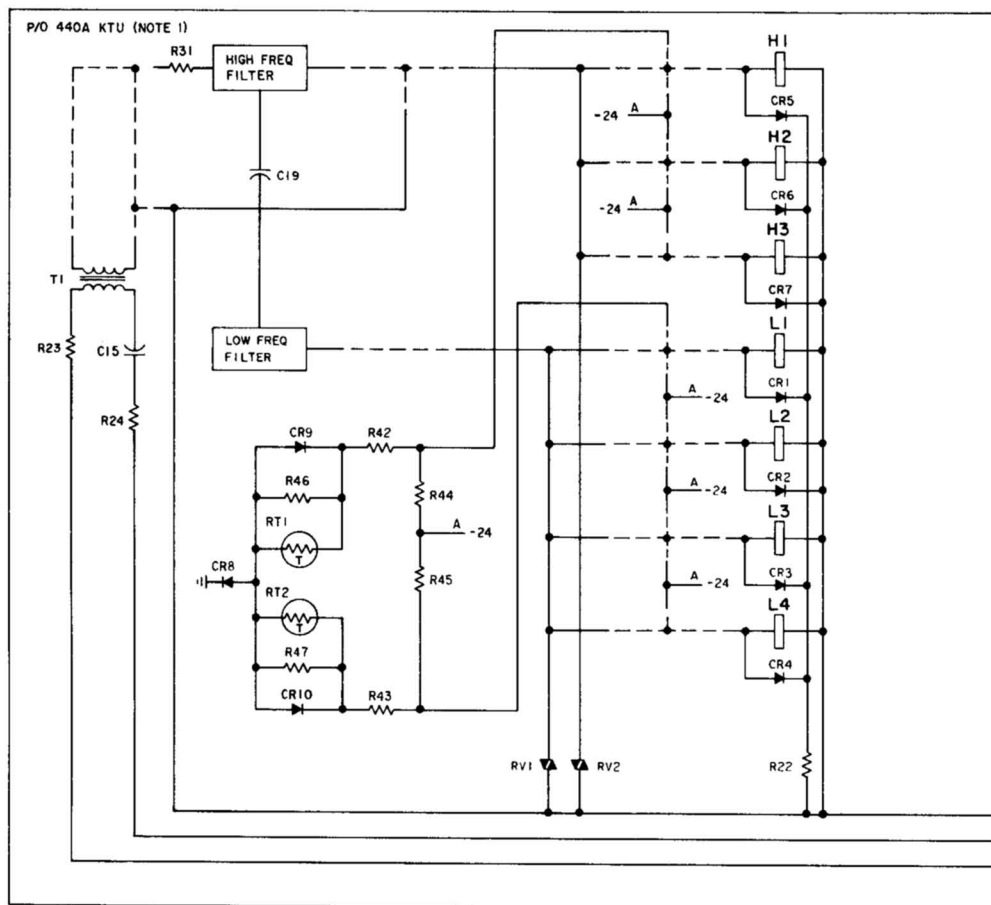 P/O 440A KTU (NOTE 1)
R31
HIGH FREQ
FILTER
H1
CR5
A
-24
H2
C19
CR6
A
-24
H3
T1
CR7
R23
C15
LOW FREQ
FILTER
L1
CR1
A
-24
R24
L2
CR9
R42
CR2
R46
R44
A
-24
RT1
A
-24
L3
T
CR8
R45
CR3
RT2
A
-24
L4
T
R47
CR4
CR10
R43
RV1
RV2
R22